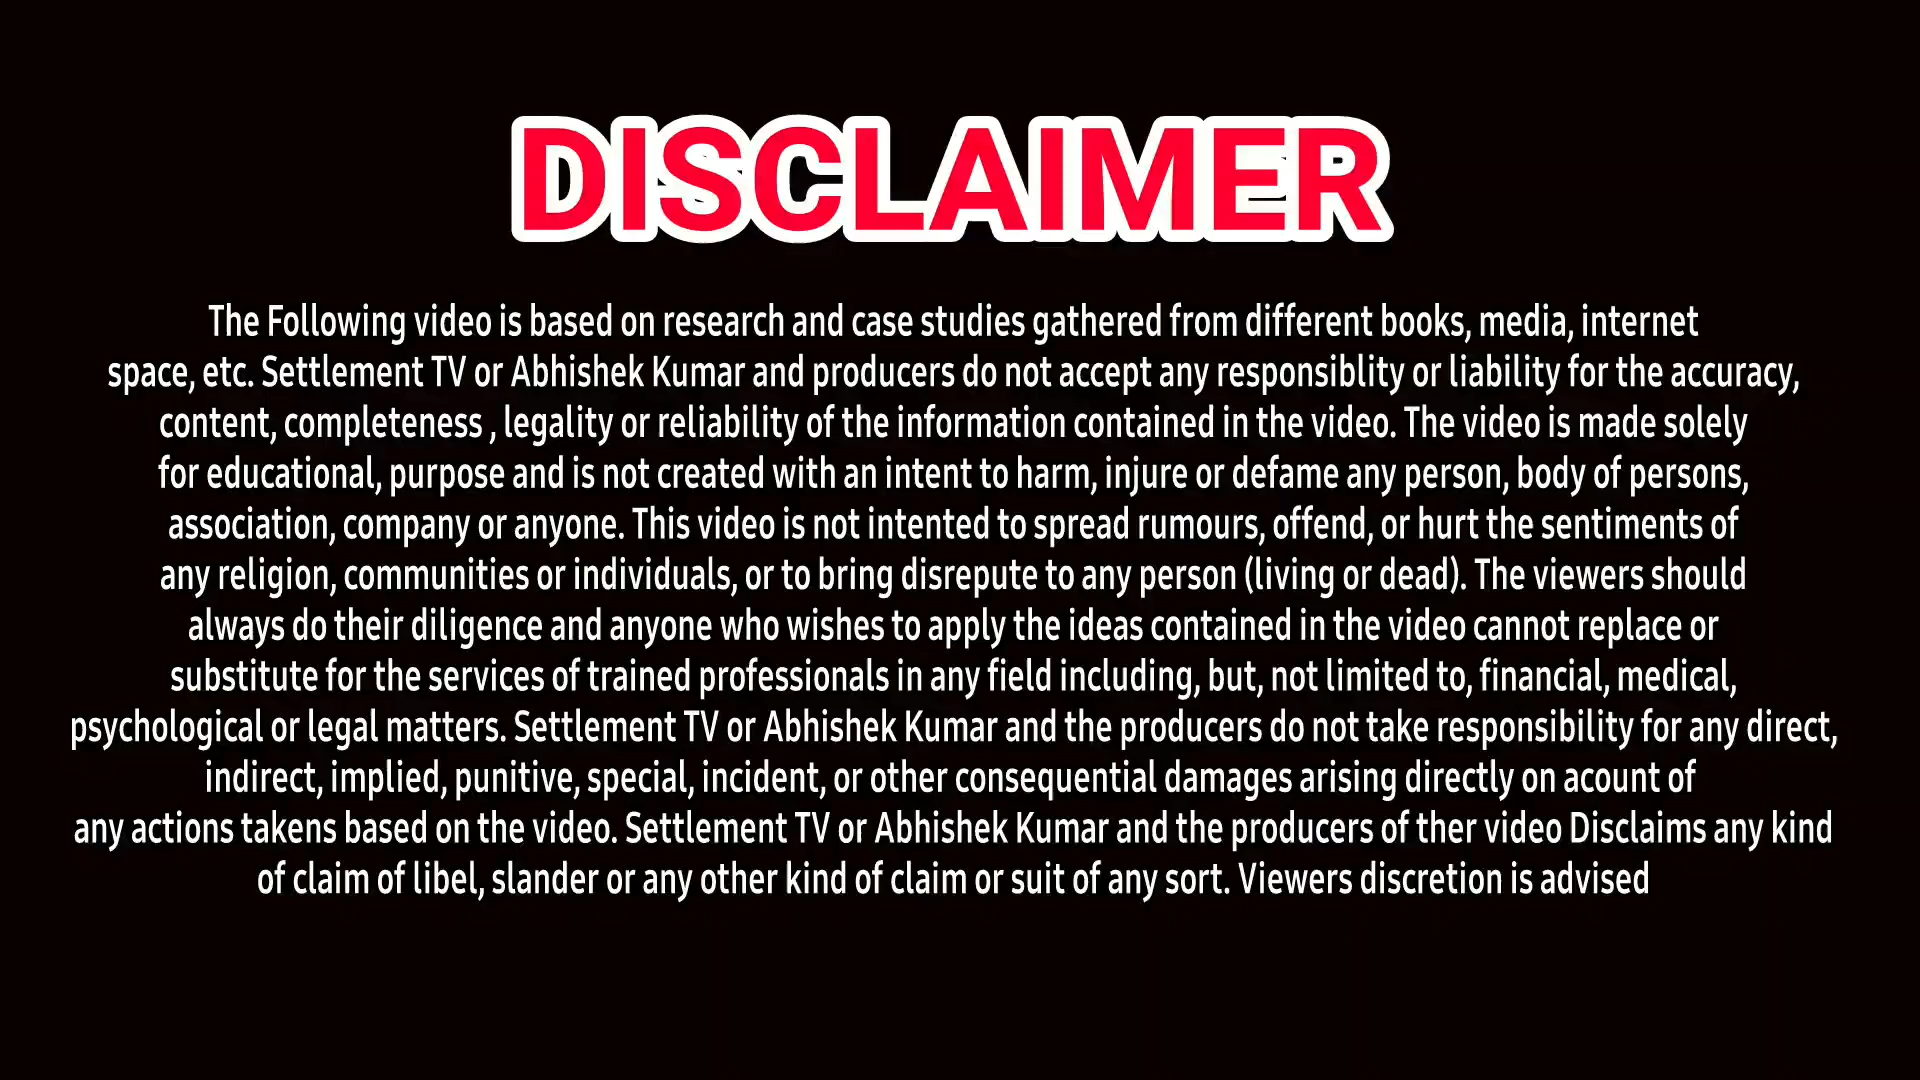 DISCLAIMER
The Following video is based on research and case studies gathered from different books, media, internet
space, etc. Settlement TV or Abhishek Kumar and producers do not accept any responsiblity or liability for the accuracy,
content, completeness , legality or reliability of the information contained in the video. The video is made solely
for educational, purpose and is not created with an intent to harm, injure or defame any person, body of persons,
association, company or anyone. This video is not intented to spread rumours, offend, or hurt the sentiments of
any religion, communities or individuals, or to bring disrepute to any person (living or dead). The viewers should
always do their diligence and anyone who wishes to apply the ideas contained in the video cannot replace or
substitute for the services of trained professionals in any field including, but, not limited to, financial, medical,
psychological or legal matters. Settlement TV or Abhishek Kumar and the producers do not take responsibility for any direct,
indirect, implied, punitive, special, incident, or other consequential damages arising directly on acount of
any actions takens based on the video. Settlement TV or Abhishek Kumar and the producers of ther video Disclaims any kind
of claim of libel, slander or any other kind of claim or suit of any sort. Viewers discretion is advised